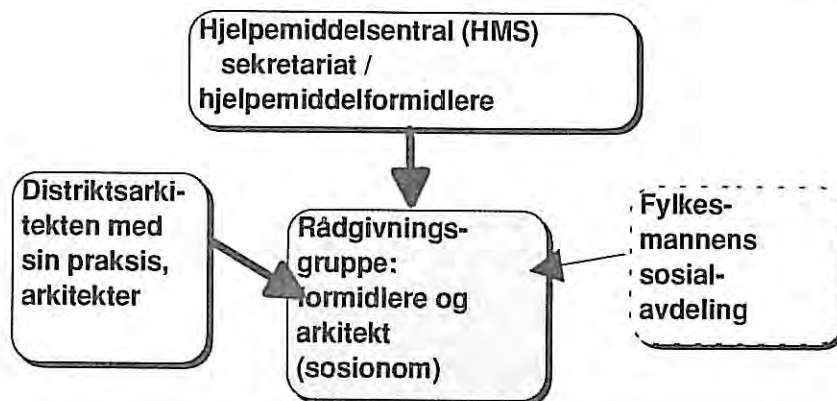 Hjelpemiddelsentral (HMS)
sekretariat /
hjelpemiddelformidlere
Distriktsarki-
tekten med
sin praksis,
arkitekter
Rådgivnings-
gruppe:
formidlere og
arkitekt
(sosionom)
Fylkes-
mannens
sosial-
avdeling